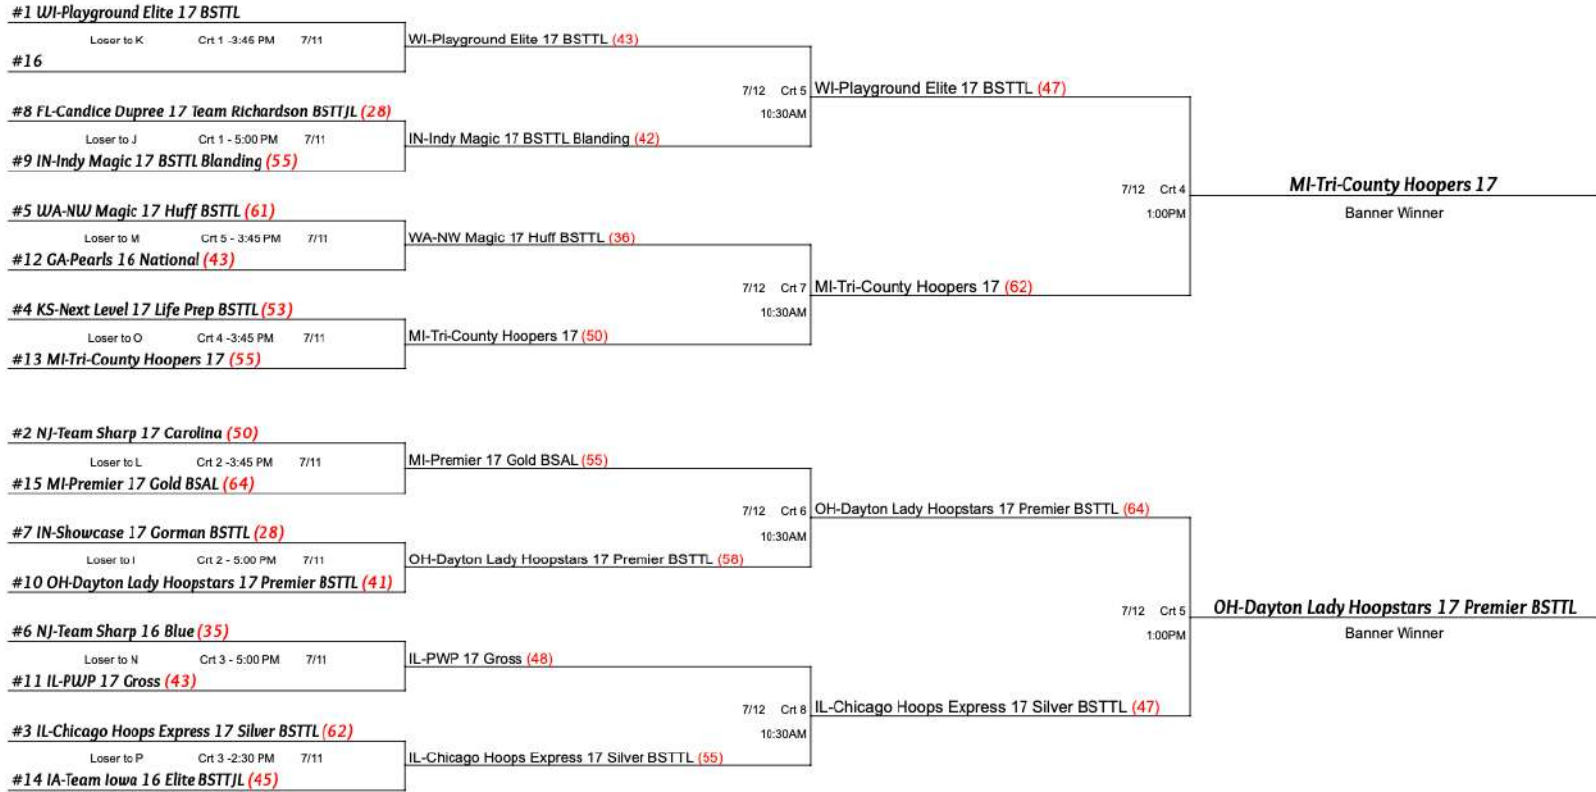 #1 WI-Playground Elite 17 BSTTL
Loser to K Crt 1 -3:45 PM 7/11
#16
WI-Playground Elite 17 BSTTL (43)
7/12 Crt 5
10:30AM
WI-Playground Elite 17 BSTTL (47)
#8 FL-Candice Dupree 17 Team Richardson BSTTJL (28)
Loser to J Crt 1 - 5:00 PM 7/11
#9 IN-Indy Magic 17 BSTTL Blanding (55)
IN-Indy Magic 17 BSTTL Blanding (42)
7/12 Crt 4
1:00PM
MI-Tri-County Hoopers 17
Banner Winner
#5 WA-NW Magic 17 Huff BSTTL (61)
Loser to M Crt 5 - 3:45 PM 7/11
#12 GA-Pearls 16 National (43)
WA-NW Magic 17 Huff BSTTL (36)
7/12 Crt 7
10:30AM
MI-Tri-County Hoopers 17 (62)
#4 KS-Next Level 17 Life Prep BSTTL (53)
Loser to O Crt 4 -3:45 PM 7/11
#13 MI-Tri-County Hoopers 17 (55)
MI-Tri-County Hoopers 17 (50)
#2 NJ-Team Sharp 17 Carolina (50)
Loser to L Crt 2 -3:45 PM 7/11
#15 MI-Premier 17 Gold BSAL (64)
MI-Premier 17 Gold BSAL (55)
7/12 Crt 6
10:30AM
OH-Dayton Lady Hoopstars 17 Premier BSTTL (64)
#7 IN-Showcase 17 Gorman BSTTL (28)
Loser to I Crt 2 - 5:00 PM 7/11
#10 OH-Dayton Lady Hoopstars 17 Premier BSTTL (41)
OH-Dayton Lady Hoopstars 17 Premier BSTTL (58)
7/12 Crt 5
1:00PM
OH-Dayton Lady Hoopstars 17 Premier BSTTL
Banner Winner
#6 NJ-Team Sharp 16 Blue (35)
Loser to N Crt 3 - 5:00 PM 7/11
#11 IL-PWP 17 Gross (43)
IL-PWP 17 Gross (48)
7/12 Crt 8
10:30AM
IL-Chicago Hoops Express 17 Silver BSTTL (47)
#3 IL-Chicago Hoops Express 17 Silver BSTTL (62)
Loser to P Crt 3 -2:30 PM 7/11
#14 IA-Team Iowa 16 Elite BSTTJL (45)
IL-Chicago Hoops Express 17 Silver BSTTL (55)